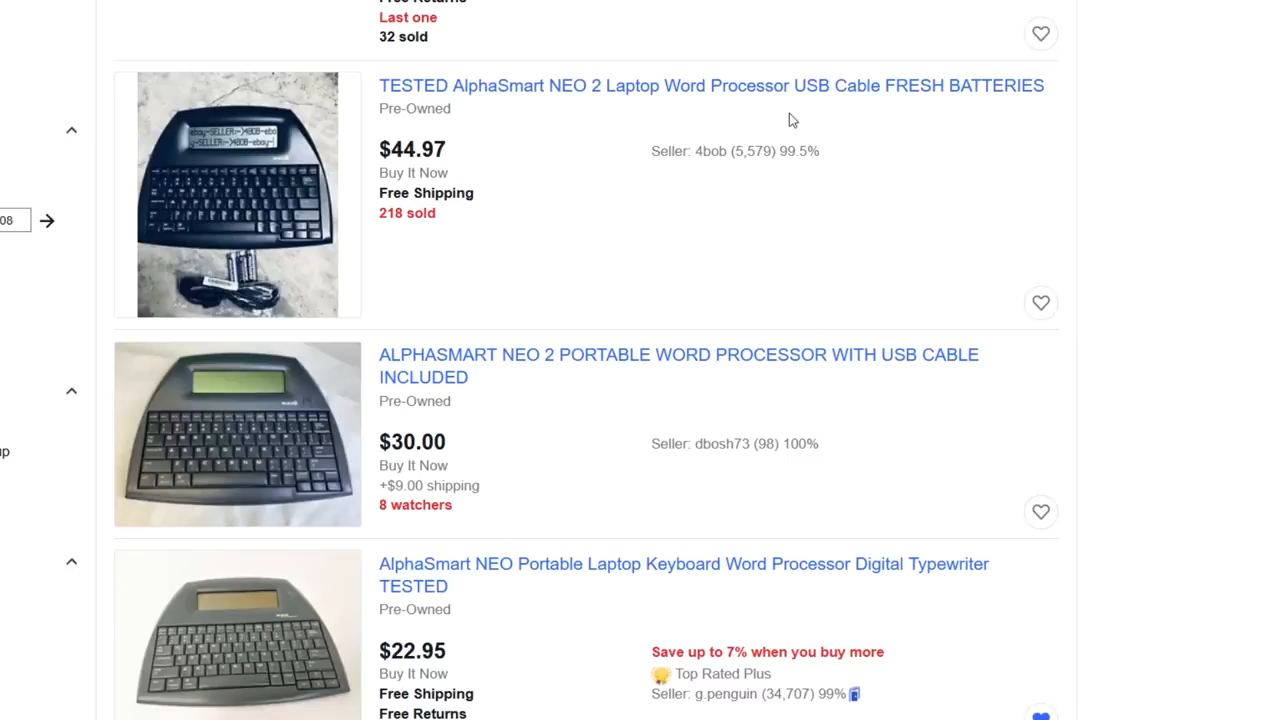 Free Returns
Last one
32 sold
TESTED AlphaSmart NEO 2 Laptop Word Processor USB Cable FRESH BATTERIES
Pre-Owned
$44.97
Seller: 4bob (5,579) 99.5%
Buy It Now
Free Shipping
218 sold
08
ALPHASMART NEO 2 PORTABLE WORD PROCESSOR WITH USB CABLE
INCLUDED
Pre-Owned
$30.00
Seller: dbosh73 (98) 100%
Buy It Now
+$9.00 shipping
8 watchers
up
AlphaSmart NEO Portable Laptop Keyboard Word Processor Digital Typewriter
TESTED
Pre-Owned
$22.95
Save up to 7% when you buy more
Buy It Now
Top Rated Plus
Free Shipping
Seller: g.penguin (34,707) 99%
Free Returns